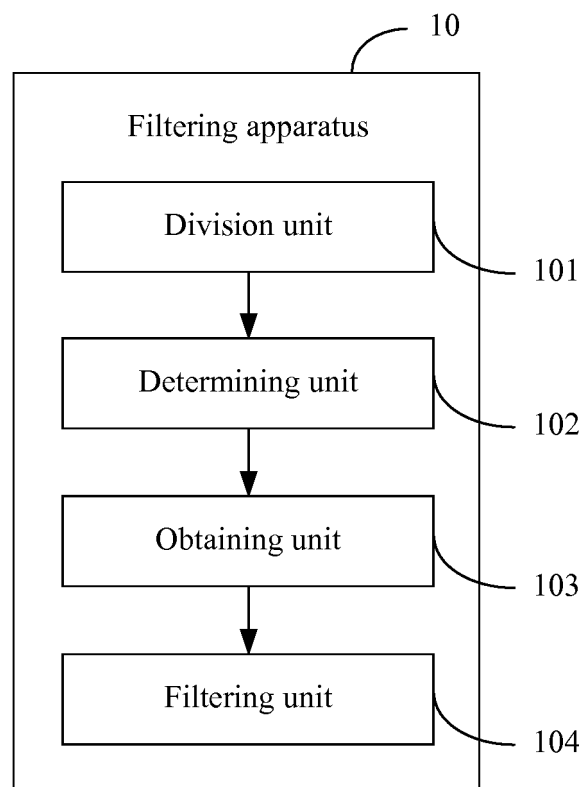 10
Filtering apparatus
Division unit
101
Determining unit
102
Obtaining unit
103
Filtering unit
104